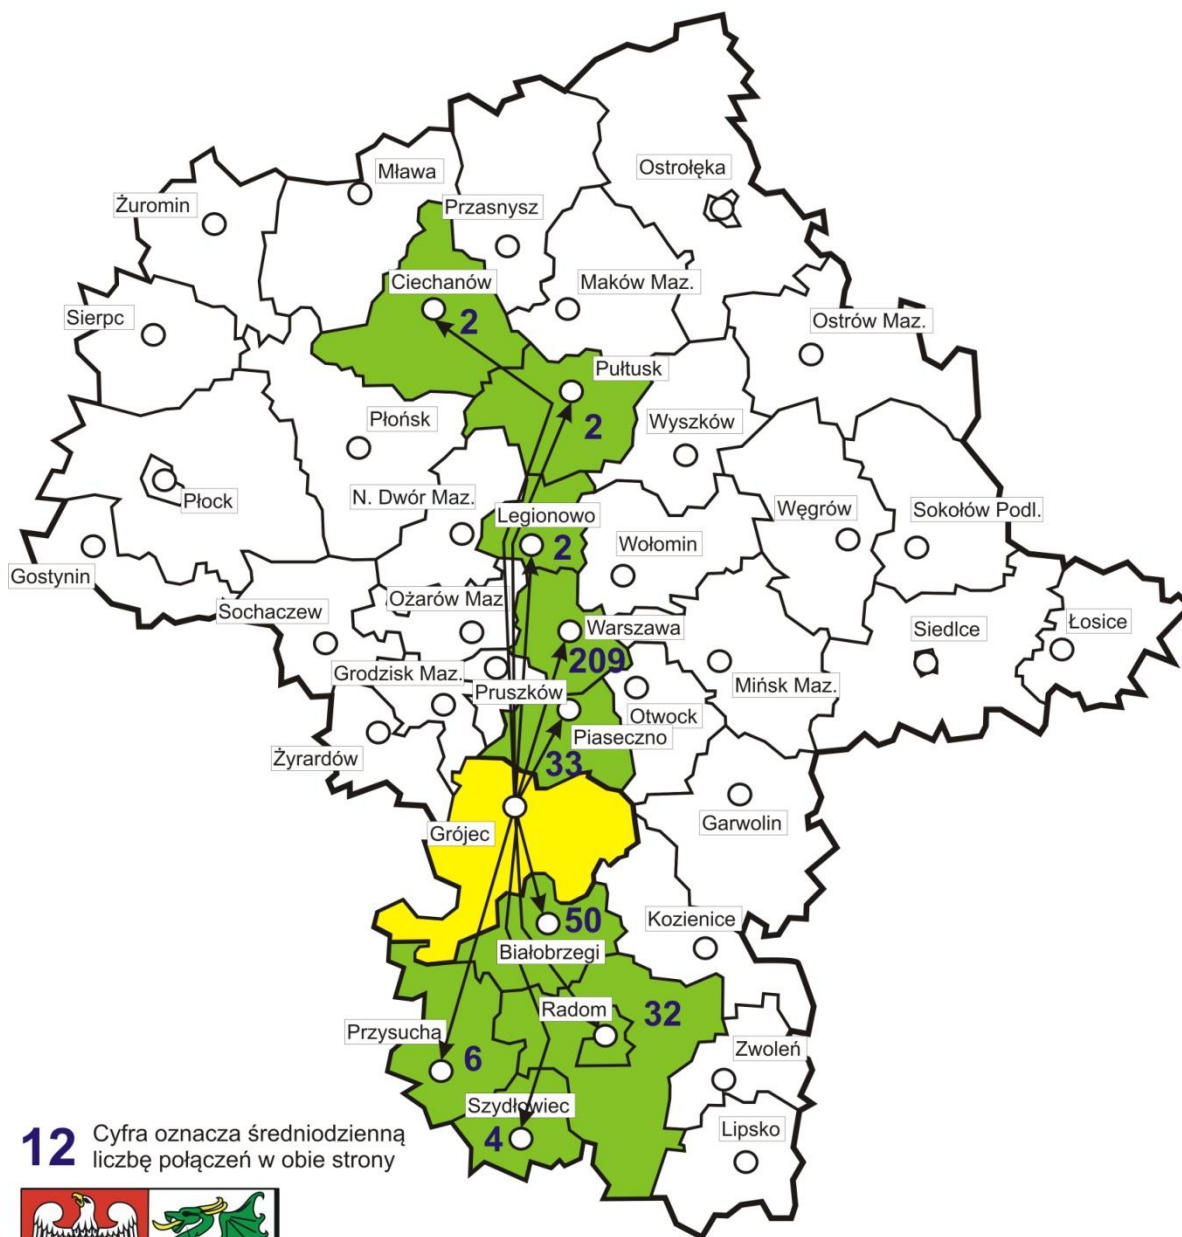 Mława
Ostrołęka
Żuromin
Przasnysz
Ciechanów
2
Maków Maz.
Sierpc
Ostrów Maz.
Pułtusk
2
Płońsk
Wyszków
Płock
N. Dwór Maz.
Legionowo
2
Węgrów
Sokołów Podl.
Wołomin
Gostynin
Sochaczew
Ożarów Maz
Warszawa
209
Siedlce
Łosice
Grodzisk Maz.
Pruszków
Mińsk Maz.
Otwock
Żyrardów
Piaseczno
33
Garwolin
Grójec
50
Kozienice
Białobrzegi
Radom
32
Przysucha
6
Zwoleń
Szydłowiec
4
Lipsko
12 Cyfra oznacza średniodzienną
liczbę połączeń w obie strony